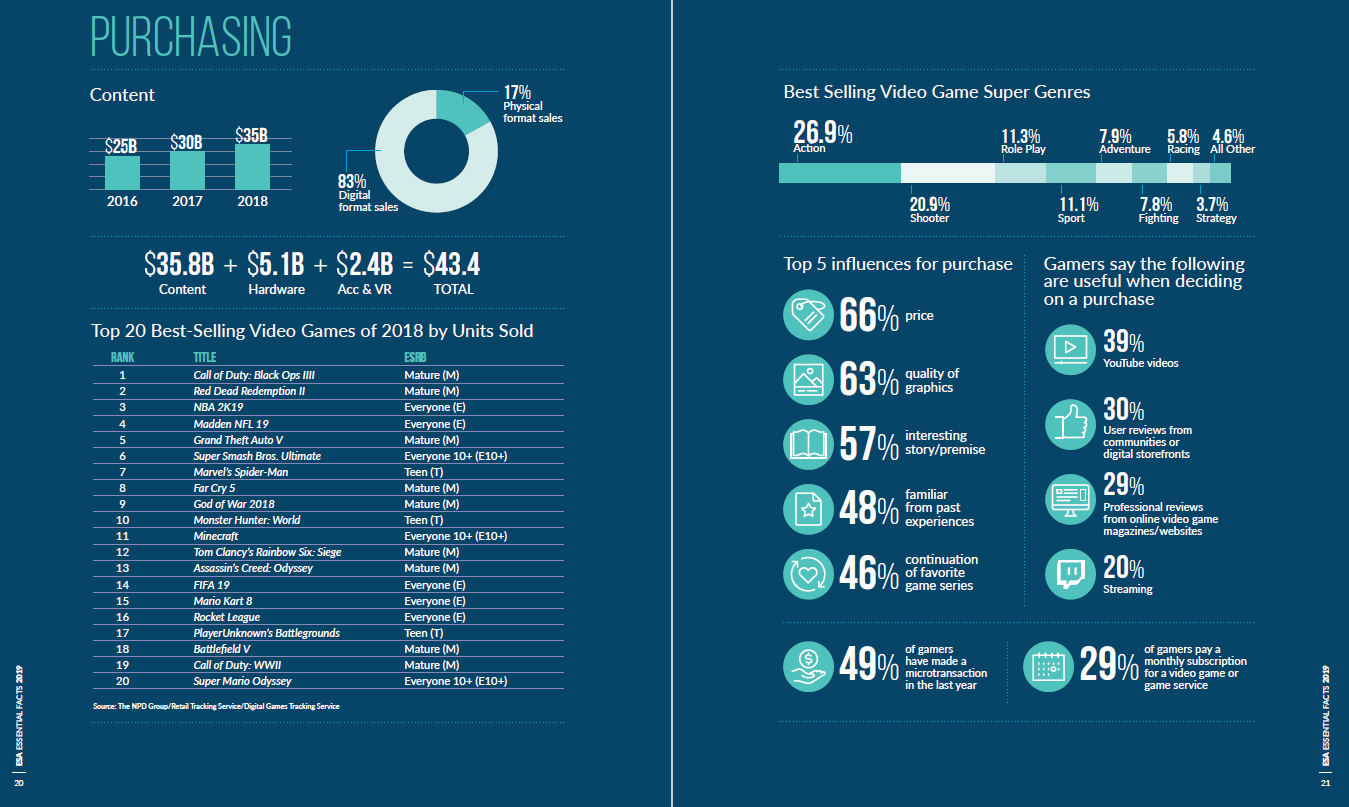 PURCHASING
Content
$25B
$30B
$35B
2016
2017
2018
17%
Physical
format sales
83%
Digital
format sales
$35.8B + $5.1B + $2.4B = $43.4
Content Hardware Acc & VR TOTAL
Top 20 Best-Selling Video Games of 2018 by Units Sold
RANK TITLE ESRB
1 Call of Duty: Black Ops IIII Mature (M)
2 Red Dead Redemption II Mature (M)
3 NBA 2K19 Everyone (E)
4 Madden NFL 19 Everyone (E)
5 Grand Theft Auto V Mature (M)
6 Super Smash Bros. Ultimate Everyone 10+ (E10+)
7 Marvel's Spider-Man Teen (T)
8 Far Cry 5 Mature (M)
9 God of War 2018 Mature (M)
10 Monster Hunter: World Teen (T)
11 Minecraft Everyone 10+ (E10+)
12 Tom Clancy's Rainbow Six: Siege Mature (M)
13 Assassin's Creed: Odyssey Mature (M)
14 FIFA 19 Everyone (E)
15 Mario Kart 8 Everyone (E)
16 Rocket League Everyone (E)
17 PlayerUnknown's Battlegrounds Teen (T)
18 Battlefield V Mature (M)
19 Call of Duty: WWII Mature (M)
20 Super Mario Odyssey Everyone 10+ (E10+)
Source: The NPD Group/Retail Tracking Service/Digital Games Tracking Service
ESA ESSENTIAL FACTS 2019
20
Best Selling Video Game Super Genres
26.9%
Action
11.3%
Role Play
7.9%
Adventure
5.8%
Racing
4.6%
All Other
20.9%
Shooter
11.1%
Sport
7.8%
Fighting
3.7%
Strategy
Top 5 influences for purchase
66% price
63% quality of
graphics
57% interesting
story/premise
48% familiar
from past
experiences
46% continuation
of favorite
game series
Gamers say the following
are useful when deciding
on a purchase
39%
YouTube videos
30%
User reviews from
communities or
digital storefronts
29%
Professional reviews
from online video game
magazines/websites
20%
Streaming
49% of gamers
have made a
microtransaction
in the last year
29% of gamers pay a
monthly subscription
for a video game or
game service
ESA ESSENTIAL FACTS 2019
21